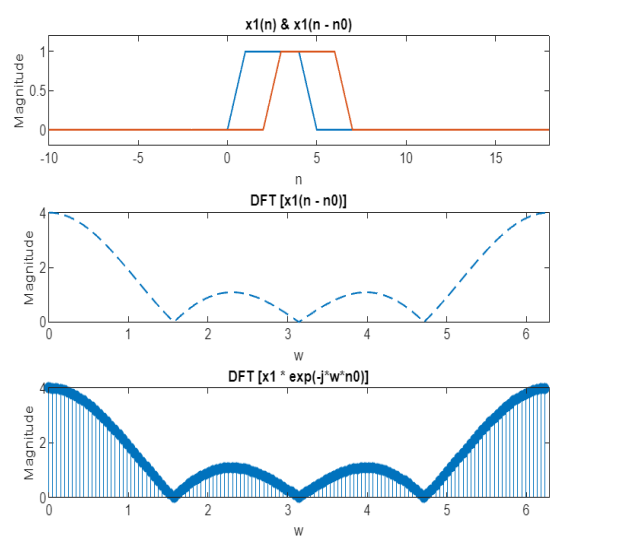 x1(n) & x1(n - n0)
Magnitude
1
0.5
0
-10 -5 0 5 10 15
n
DFT [x1(n - n0)]
Magnitude
4
2
0
0 1 2 3 4 5 6
w
DFT [x1 * exp(-j*w*n0)]
Magnitude
4
2
0
0 1 2 3 4 5 6
w